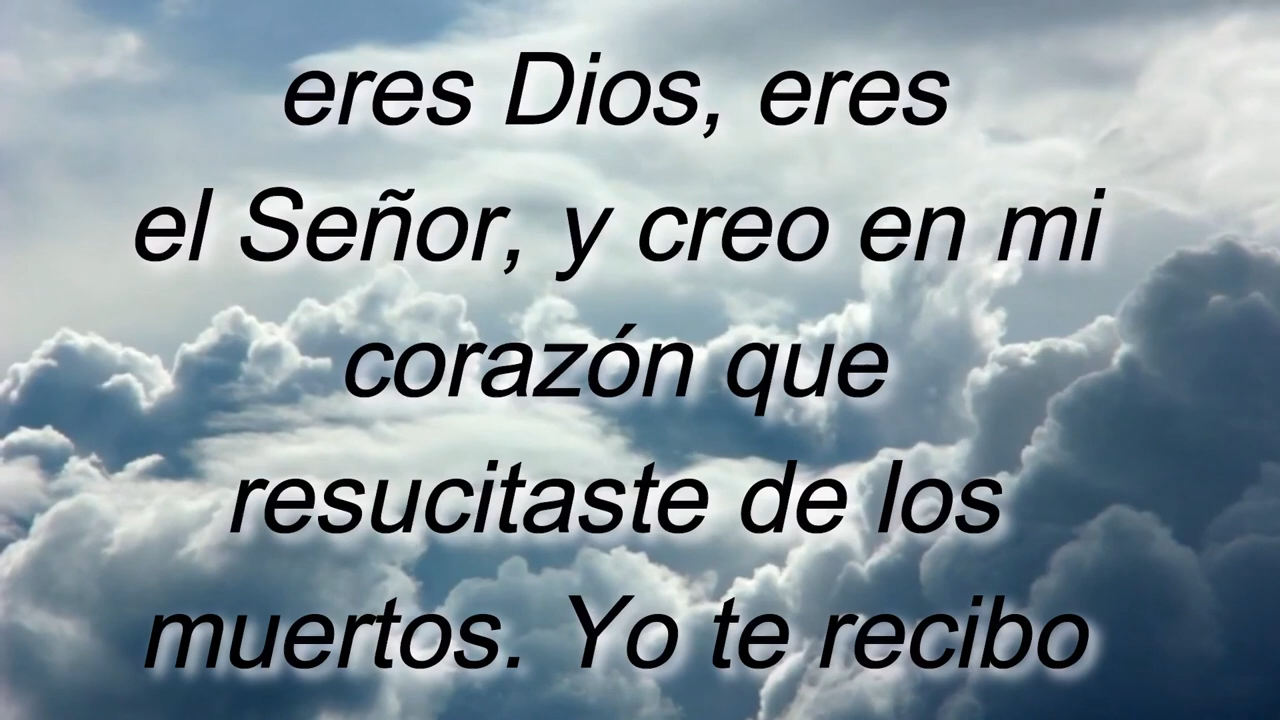 eres Dios, eres
el Señor, y creo en mi
corazón que
resucitaste de los
muertos. Yo te recibo